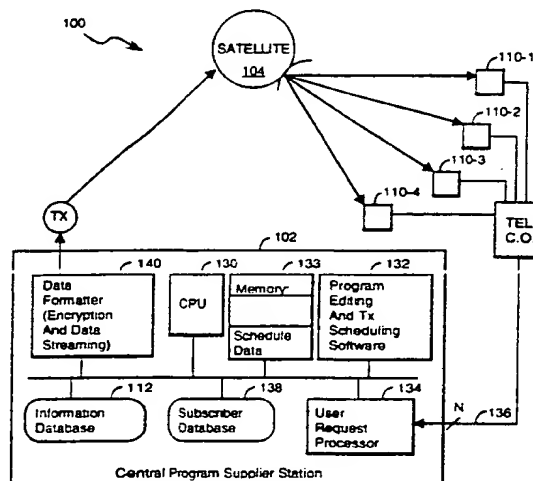 100
SATELLITE
104
110-1
110-2
110-3
110-4
TX
TEL
C.O.
102
140
130
133
132
Data
Formatter
(Encryption
And Data
Streaming)
CPU
Memory
Schedule
Data
Program
Editing
And Tx
Scheduling
Software
112
138
134
N
136
Information
Database
Subscriber
Database
User
Request
Processor
Central Program Supplier Station